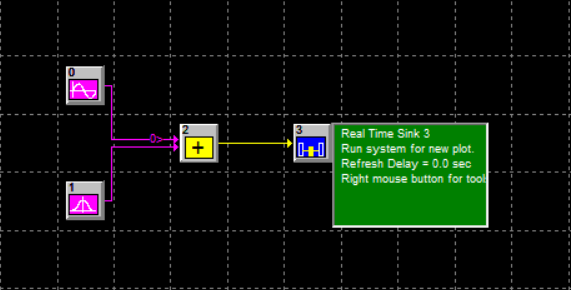 0
2
3
Real Time Sink 3
Run system for new plot.
Refresh Delay = 0.0 sec
Right mouse button for tool
0>
+
1